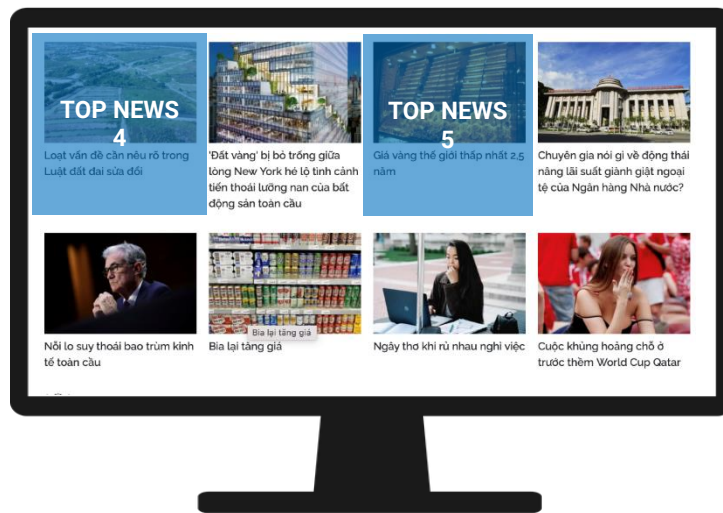 TOP NEWS
4
Loạt vấn đề cần nêu rõ trong
Luật đất đai sửa đổi
'Đất vàng' bị bỏ trống giữa
lòng New York hé lộ tình cảnh
tiến thoái lưỡng nan của bất
động sản toàn cầu
TOP NEWS
5
Giá vàng thế giới thấp nhất 2,5
năm
Chuyên gia nói gì về động thái
nâng lãi suất giành giật ngoại
tệ của Ngân hàng Nhà nước?
Nỗi lo suy thoái bao trùm kinh
tế toàn cầu
Bia lại tăng giá
Bia lại tăng giá
Ngây thơ khi rủ nhau nghỉ việc
Cuộc khủng hoảng chỗ ở
trước thềm World Cup Qatar